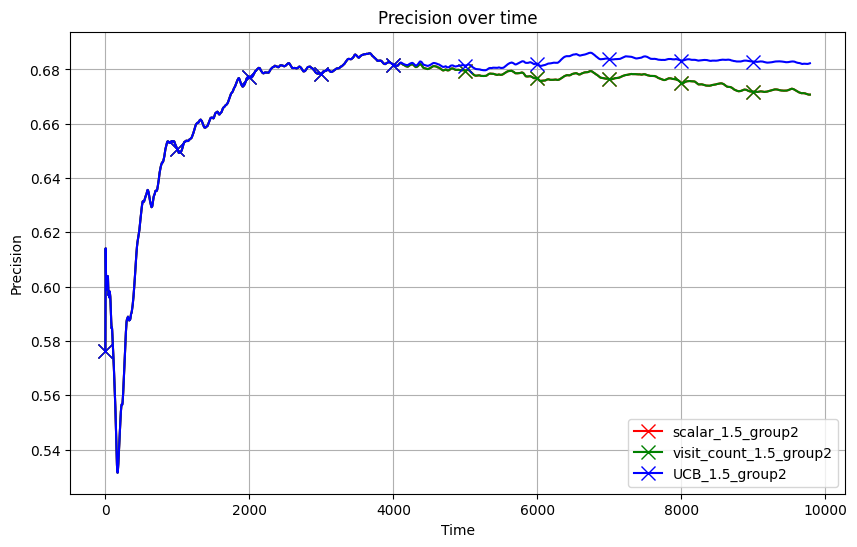 Precision over time
Precision
0.68
0.66
0.64
0.62
0.60
0.58
0.56
0.54
scalar_1.5_group2
visit_count_1.5_group2
UCB_1.5_group2
0 2000 4000 6000 8000 10000
Time